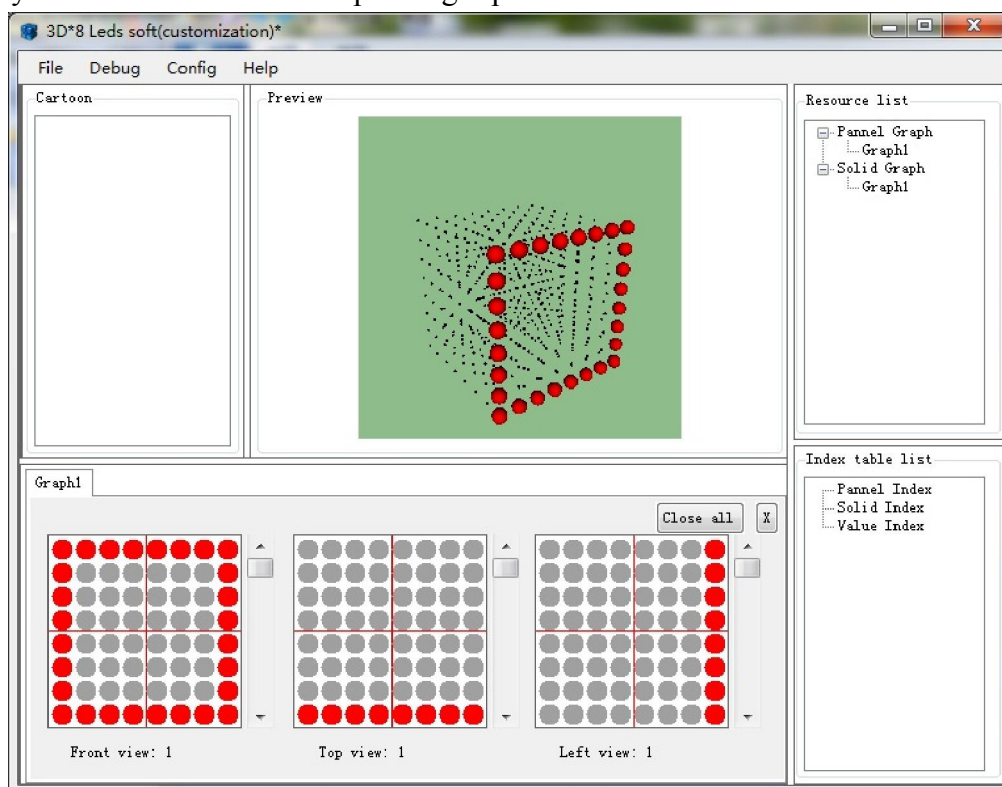 3D*8 Leds soft(customization)*
File Debug Config Help
Cartoon
Preview
Resource list
Pannel Graph
Graph1
Solid Graph
Graph1
Index table list
Pannel Index
Solid Index
Value Index
Graph1
Close all X
Front view: 1
Top view: 1
Left view: 1